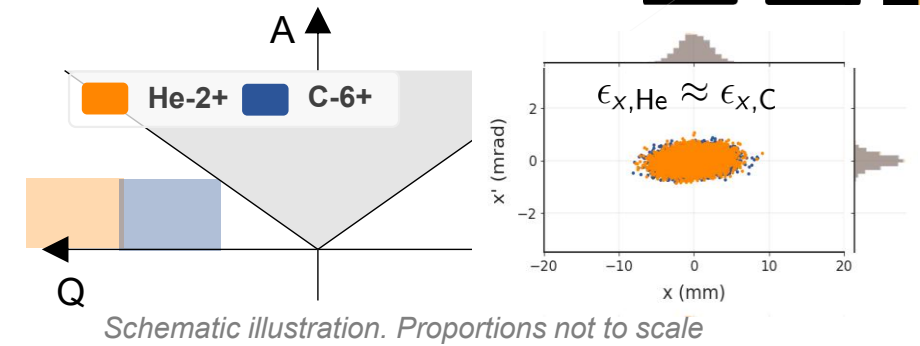 A
He-2+ C-6+
Q
ϵx,He ≈ ϵx,C
2
0
−2
x' (mrad)
−20 −10 0 10 20
x (mm)
Schematic illustration. Proportions not to scale